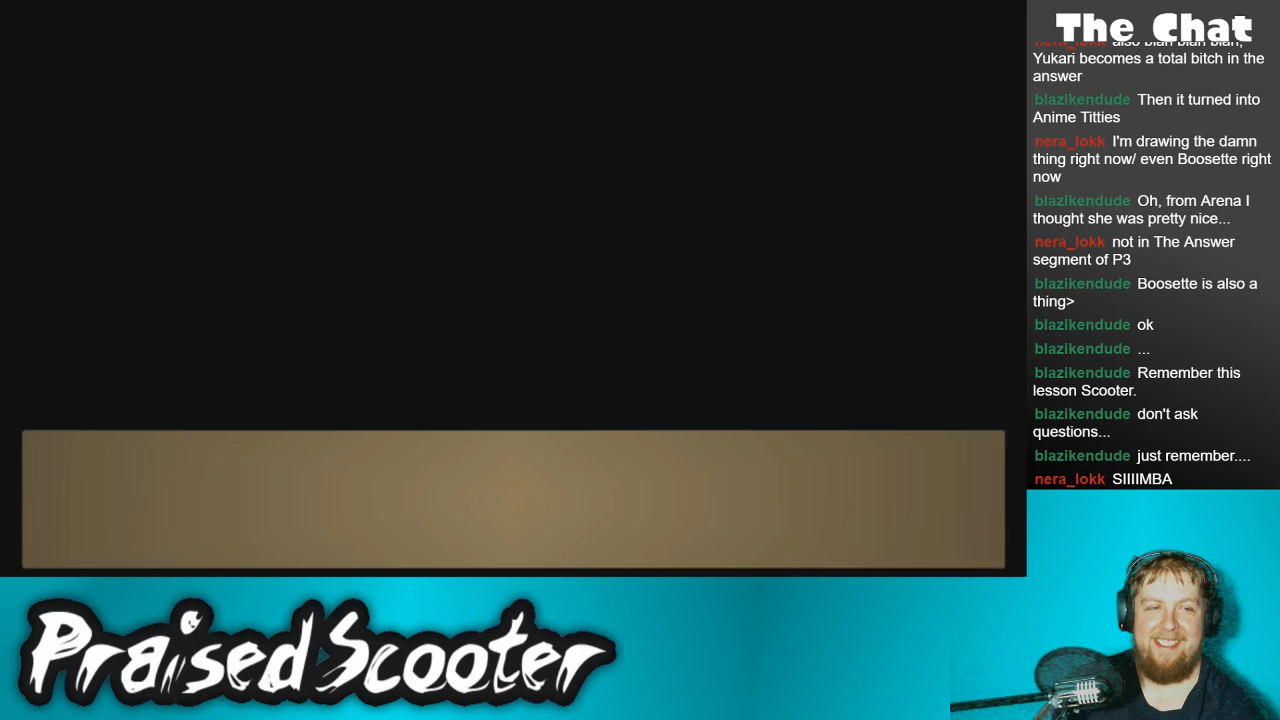 The Chat
nera_lokk also blah blah blah,
Yukari becomes a total bitch in the
answer
blazikendude Then it turned into
Anime Titties
nera_lokk I'm drawing the damn
thing right now/ even Boosette right
now
blazikendude Oh, from Arena I
thought she was pretty nice...
nera_lokk not in The Answer
segment of P3
blazikendude Boosette is also a
thing>
blazikendude ok
blazikendude ...
blazikendude Remember this
lesson Scooter.
blazikendude don't ask
questions...
blazikendude just remember....
nera_lokk SIIIIMBA
PraisedScooter